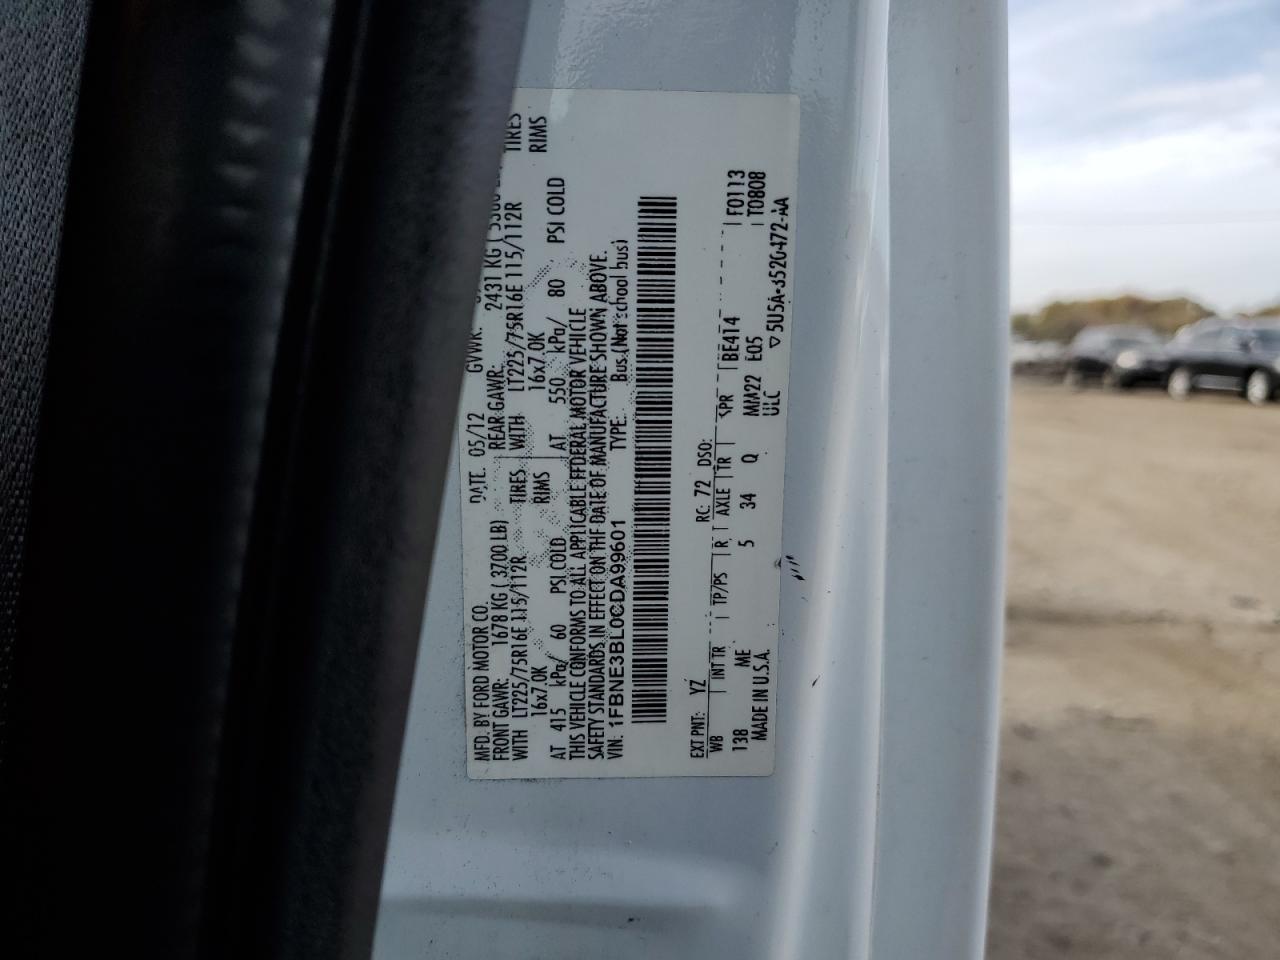 MFD. BY FORD MOTOR CO. DATE: 05/12 GVWR:
FRONT GAWR: 1678 KG ( 3700 LB) REAR GAWR: 2431 KG (
WITH LT225/75R16E 115/112R TIRES WITH LT225/75R16E 115/112R TIRES
16x7.0K RIMS 16x7.0K RIMS
AT 415 kPa/ 60 PSI COLD AT 550 kPa/ 80 PSI COLD
THIS VEHICLE CONFORMS TO ALL APPLICABLE FEDERAL MOTOR VEHICLE
SAFETY STANDARDS IN EFFECT ON THE DATE OF MANUFACTURE SHOWN ABOVE.
VIN: 1FBNE3BL0CDA99601 TYPE: Bus (Not school bus)
EXT PNT: YZ RC: 72 DSO:
WB INT TR TP/PS R AXLE TR SPR BE414 F0113
138 ME 5 34 Q MM22 E05 T0808
MADE IN U.S.A. ULC